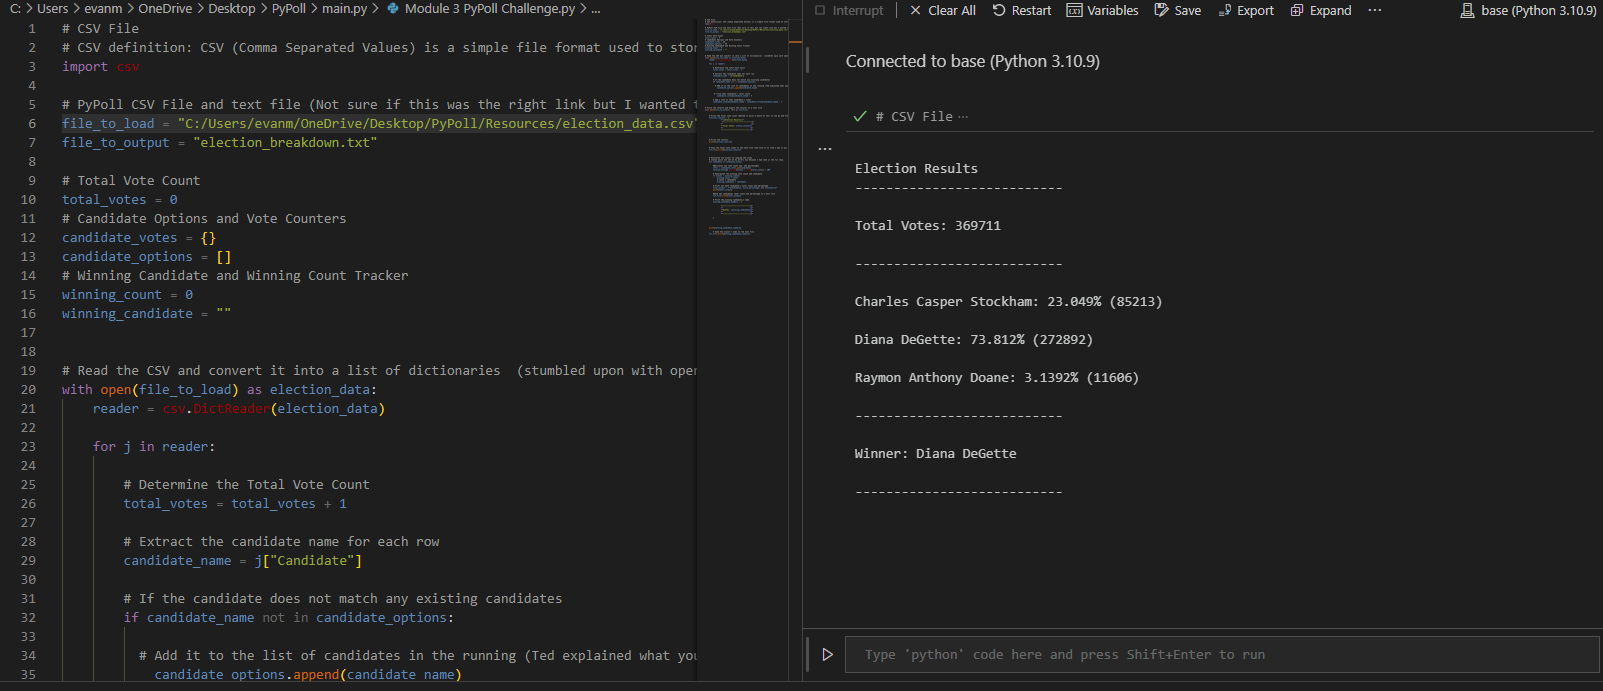 C: > Users > evanm > OneDrive > Desktop > PyPoll > main.py > Module 3 PyPoll Challenge.py > ...
1 # CSV File
2 # CSV definition: CSV (Comma Separated Values) is a simple file format used to stor
3 import csv
4
5 # PyPoll CSV File and text file (Not sure if this was the right link but I wanted t
6 file_to_load = "C:/Users/evanm/OneDrive/Desktop/PyPoll/Resources/election_data.csv"
7 file_to_output = "election_breakdown.txt"
8
9 # Total Vote Count
10 total_votes = 0
11 # Candidate Options and Vote Counters
12 candidate_votes = {}
13 candidate_options = []
14 # Winning Candidate and Winning Count Tracker
15 winning_count = 0
16 winning_candidate = ""
17
18
19 # Read the CSV and convert it into a list of dictionaries  (stumbled upon with oper
20 with open(file_to_load) as election_data:
21 reader = csv.DictReader(election_data)
22
23 for j in reader:
24
25 # Determine the Total Vote Count
26 total_votes = total_votes + 1
27
28 # Extract the candidate name for each row
29 candidate_name = j["Candidate"]
30
31 # If the candidate does not match any existing candidates
32 if candidate_name not in candidate_options:
33
34 # Add it to the list of candidates in the running (Ted explained what you
35 candidate_options.append(candidate_name)
Interrupt | Clear All Restart Variables Save Export Expand ... base (Python 3.10.9)
Connected to base (Python 3.10.9)
# CSV File ...
...
Election Results
---------------------------
Total Votes: 369711
---------------------------
Charles Casper Stockham: 23.049% (85213)
Diana DeGette: 73.812% (272892)
Raymon Anthony Doane: 3.1392% (11606)
---------------------------
Winner: Diana DeGette
---------------------------
Type 'python' code here and press Shift+Enter to run